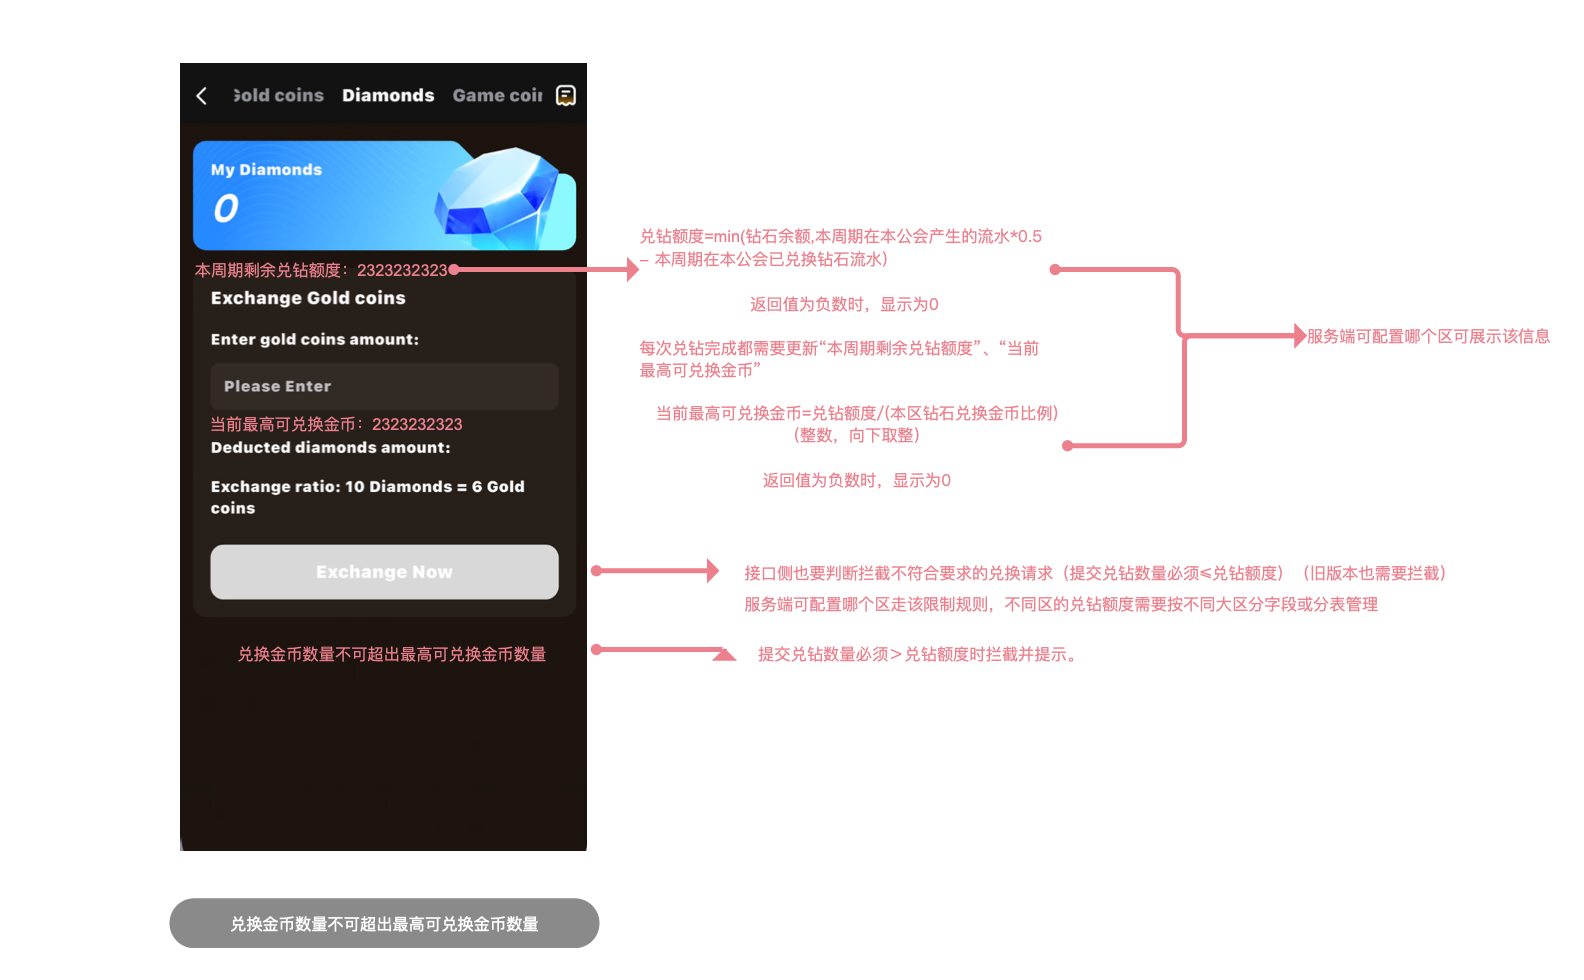 Gold coins Diamonds Game coin
My Diamonds
0
本周期剩余兑钻额度：2323232323
Exchange Gold coins
Enter gold coins amount:
Please Enter
当前最高可兑换金币：2323232323
Deducted diamonds amount:
Exchange ratio: 10 Diamonds = 6 Gold
coins
Exchange Now
兑换金币数量不可超出最高可兑换金币数量
兑钻额度=min(钻石余额,本周期在本公会产生的流水*0.5
- 本周期在本公会已兑换钻石流水)
返回值为负数时，显示为0
每次兑钻完成都需要更新“本周期剩余兑钻额度”、“当前
最高可兑换金币”
当前最高可兑换金币=兑钻额度/(本区钻石兑换金币比例)
（整数，向下取整）
返回值为负数时，显示为0
服务端可配置哪个区可展示该信息
接口侧也要判断拦截不符合要求的兑换请求（提交兑钻数量必须≤兑钻额度）（旧版本也需要拦截）
服务端可配置哪个区走该限制规则，不同区的兑钻额度需要按不同大区分字段或分表管理
提交兑钻数量必须＞兑钻额度时拦截并提示。
兑换金币数量不可超出最高可兑换金币数量